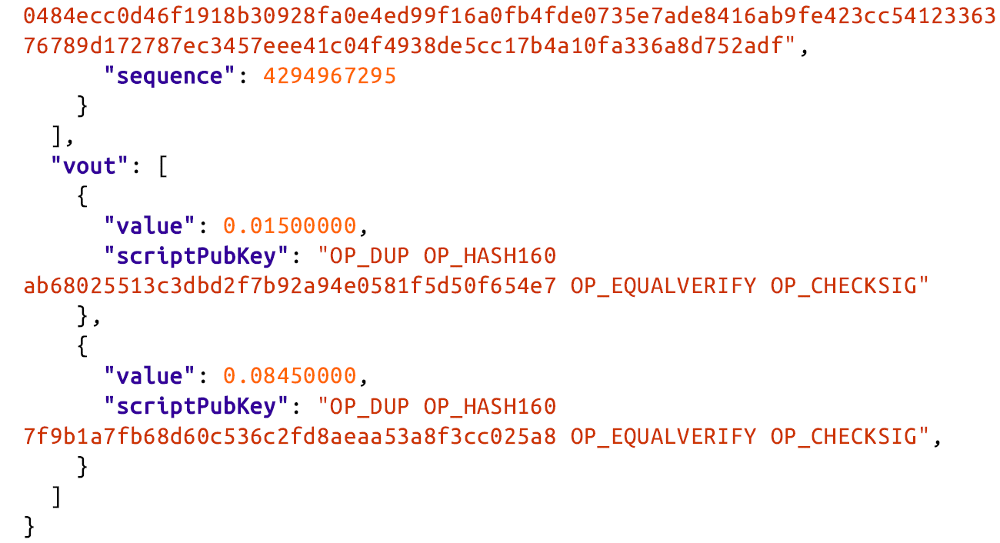 0484ecc0d46f1918b30928fa0e4ed99f16a0fb4fde0735e7ade8416ab9fe423cc54123363
76789d172787ec3457eee41c04f4938de5cc17b4a10fa336a8d752adf",
"sequence": 4294967295
}
],
"vout": [
{
"value": 0.01500000,
"scriptPubKey": "OP_DUP OP_HASH160
ab68025513c3dbd2f7b92a94e0581f5d50f654e7 OP_EQUALVERIFY OP_CHECKSIG"
},
{
"value": 0.08450000,
"scriptPubKey": "OP_DUP OP_HASH160
7f9b1a7fb68d60c536c2fd8aeaa53a8f3cc025a8 OP_EQUALVERIFY OP_CHECKSIG",
}
]
}